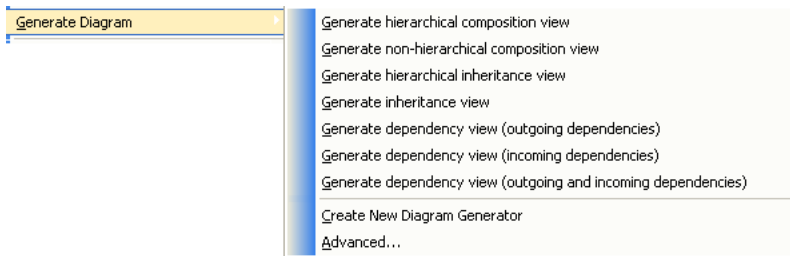 Generate Diagram
Generate hierarchical composition view
Generate non-hierarchical composition view
Generate hierarchical inheritance view
Generate inheritance view
Generate dependency view (outgoing dependencies)
Generate dependency view (incoming dependencies)
Generate dependency view (outgoing and incoming dependencies)
Create New Diagram Generator
Advanced...